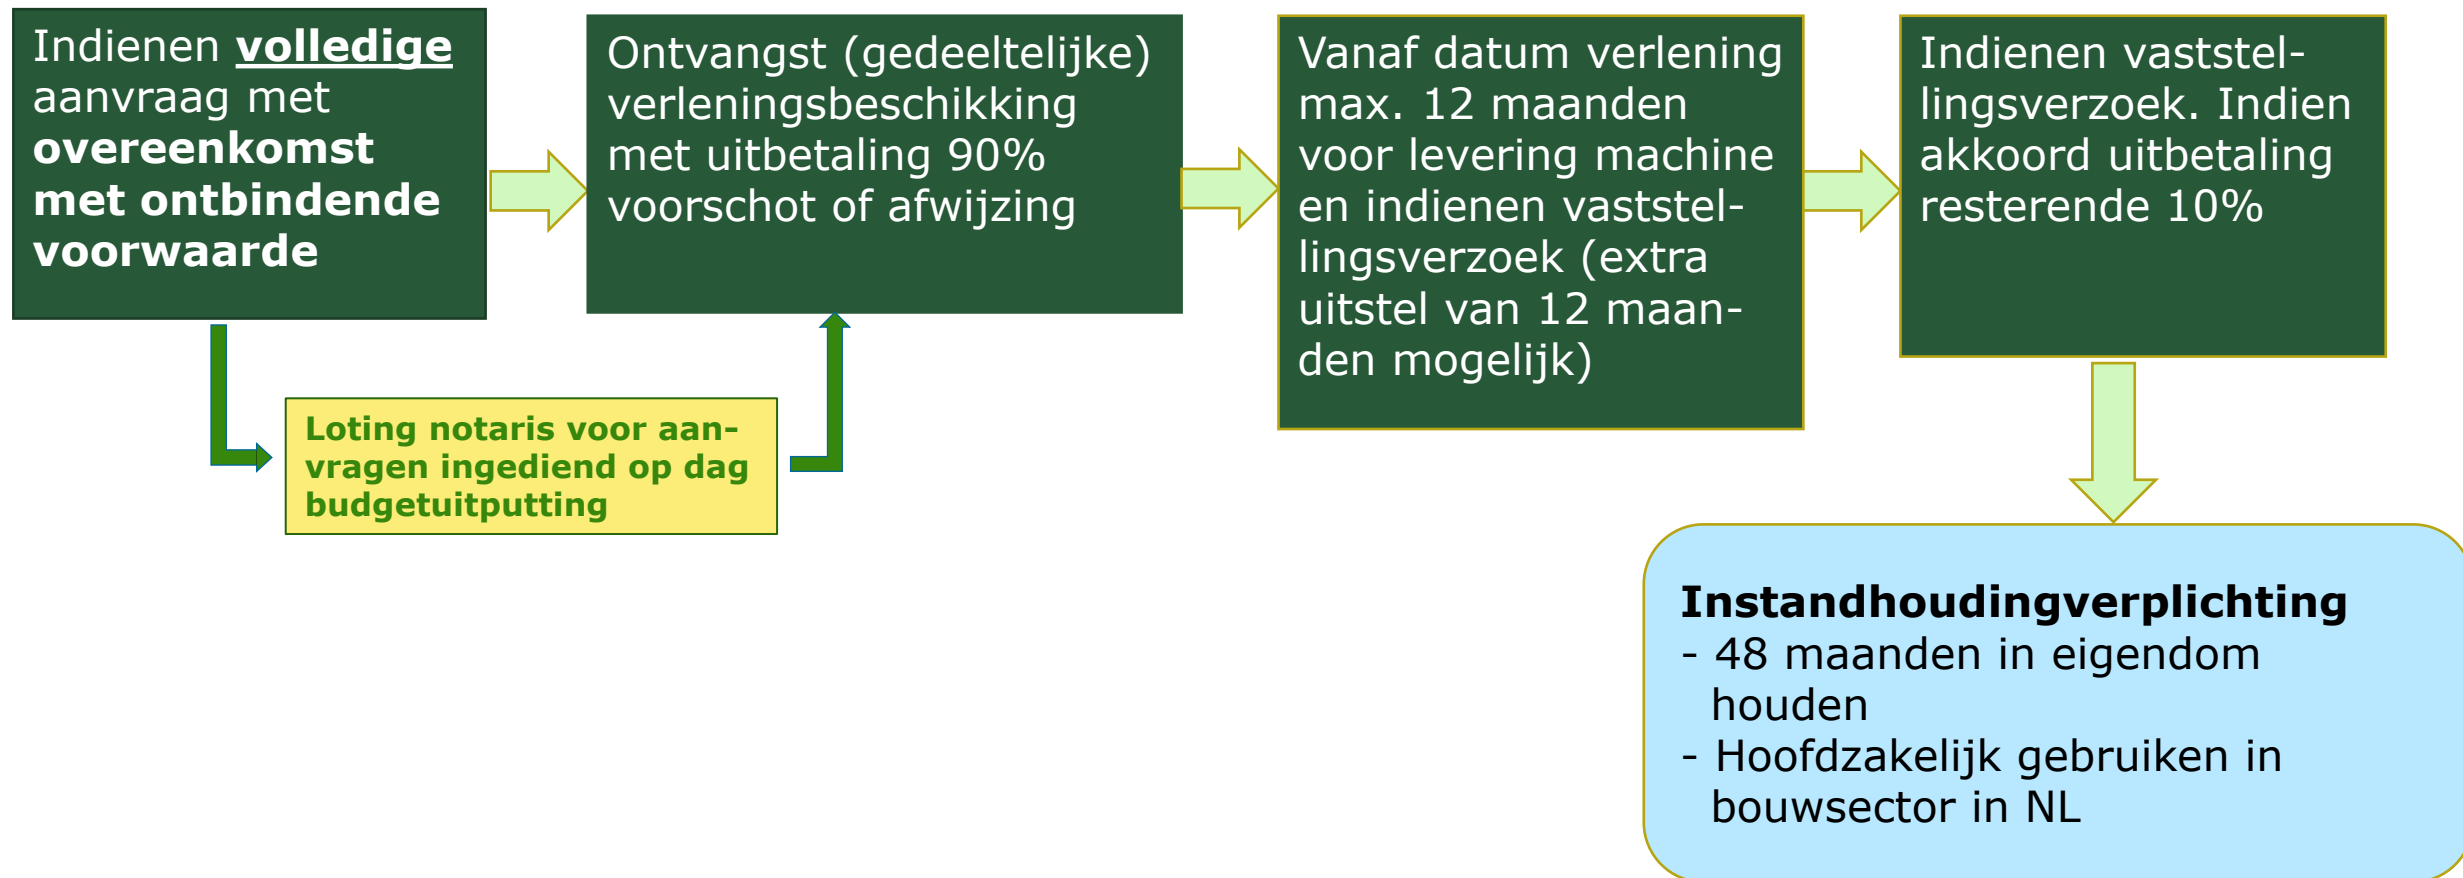 Indienen volledige
aanvraag met
overeenkomst
met ontbindende
voorwaarde
Ontvangst (gedeeltelijke)
verleningsbeschikking
met uitbetaling 90%
voorschot of afwijzing
Vanaf datum verlening
max. 12 maanden
voor levering machine
en indienen vaststel-
lingsverzoek (extra
uitstel van 12 maan-
den mogelijk)
Indienen vaststel-
lingsverzoek. Indien
akkoord uitbetaling
resterende 10%
Loting notaris voor aan-
vragen ingediend op dag
budgetuitputting
Instandhoudingverplichting
- 48 maanden in eigendom
houden
- Hoofdzakelijk gebruiken in
bouwsector in NL